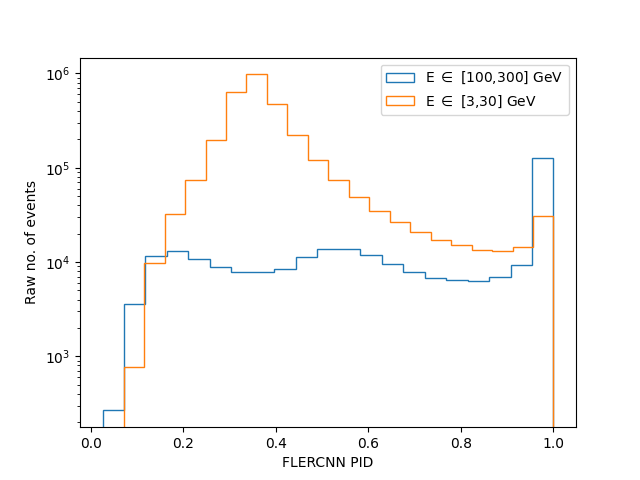 E ∈ [100,300] GeV
E ∈ [3,30] GeV
10⁶
10⁵
10⁴
10³
Raw no. of events
0.0 0.2 0.4 0.6 0.8 1.0
FLERCNN PID